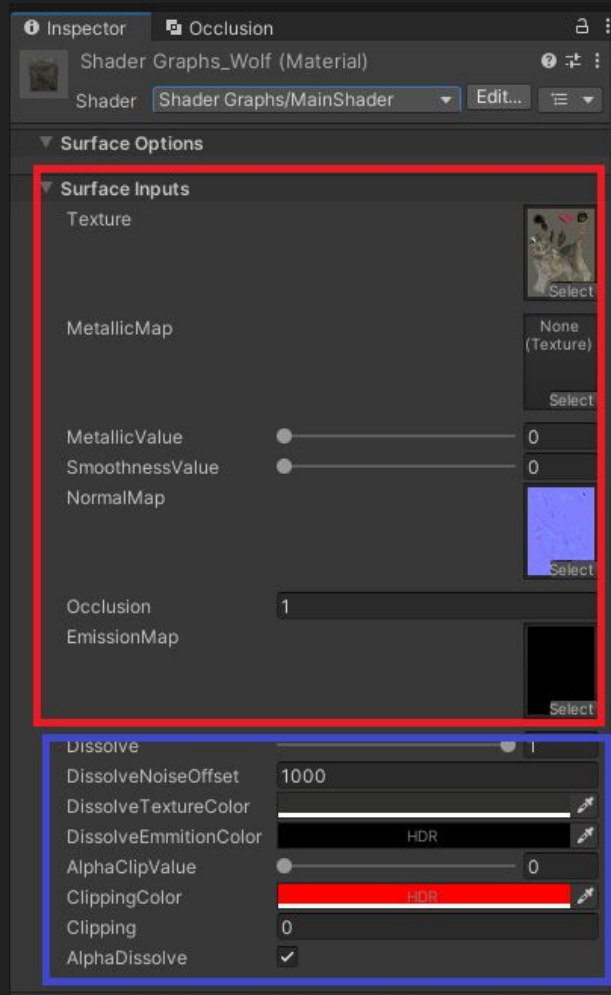 Inspector Occlusion
Shader Graphs_Wolf (Material)
Shader Shader Graphs/MainShader Edit...
Surface Options
Surface Inputs
Texture
Select
MetallicMap None
(Texture)
Select
MetallicValue 0
SmoothnessValue 0
NormalMap
Select
Occlusion 1
EmissionMap
Select
Dissolve 1
DissolveNoiseOffset 1000
DissolveTextureColor
DissolveEmmitionColor HDR
AlphaClipValue 0
ClippingColor HDR
Clipping 0
AlphaDissolve